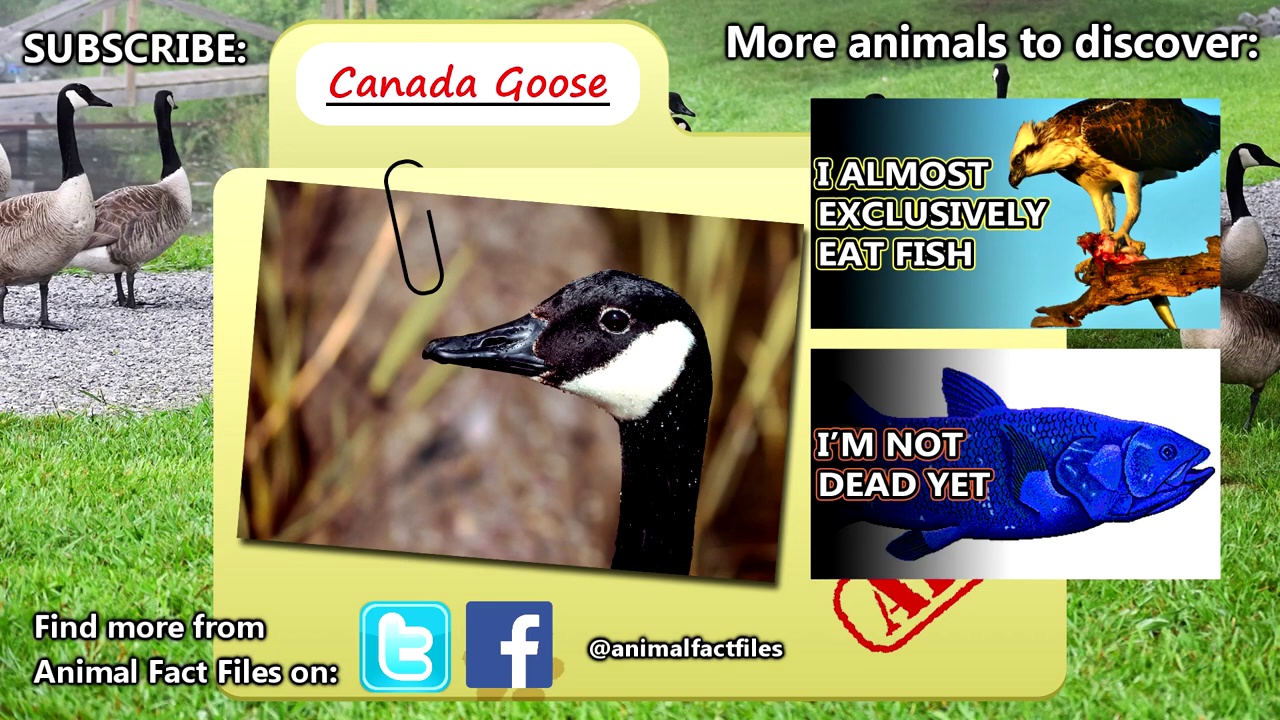 SUBSCRIBE:
Canada Goose
More animals to discover:
I ALMOST
EXCLUSIVELY
EAT FISH
I'M NOT
DEAD YET
Find more from
Animal Fact Files on:
@animalfactfiles